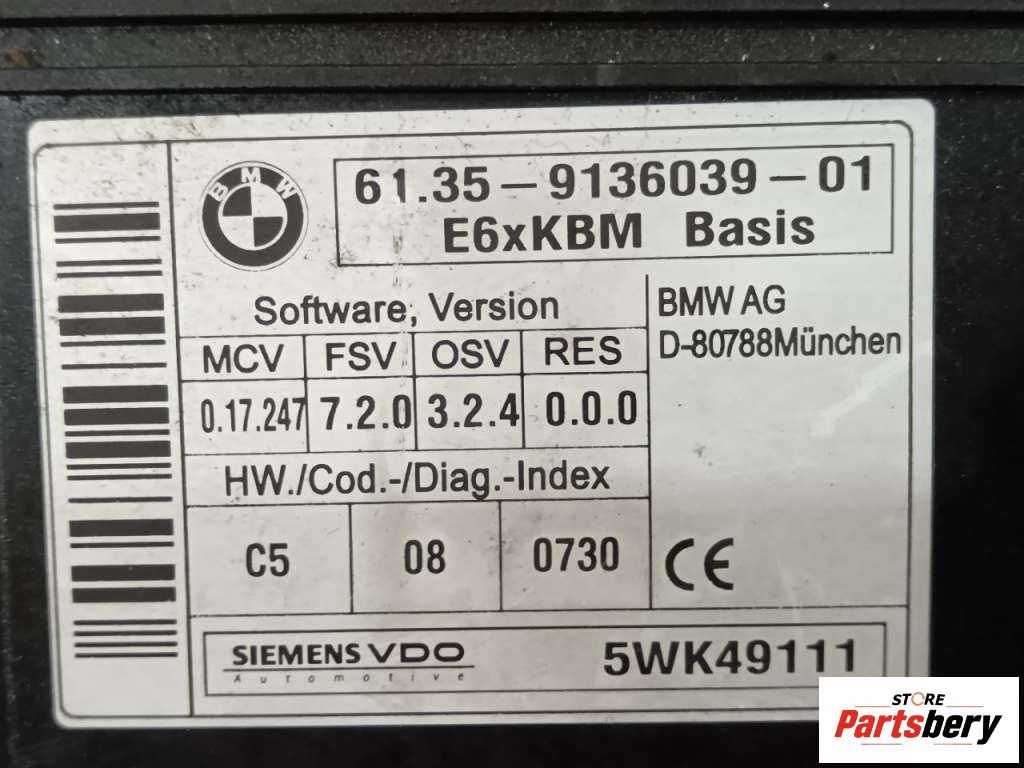 BMW
61.35-9136039-01
E6xKBM Basis
Software, Version
MCV FSV OSV RES
0.17.247 7.2.0 3.2.4 0.0.0
HW./Cod.-/Diag.-Index
C5 08 0730
BMW AG
D-80788München
CE
SIEMENS VDO
Automotive
5WK49111
STORE
Partsbery